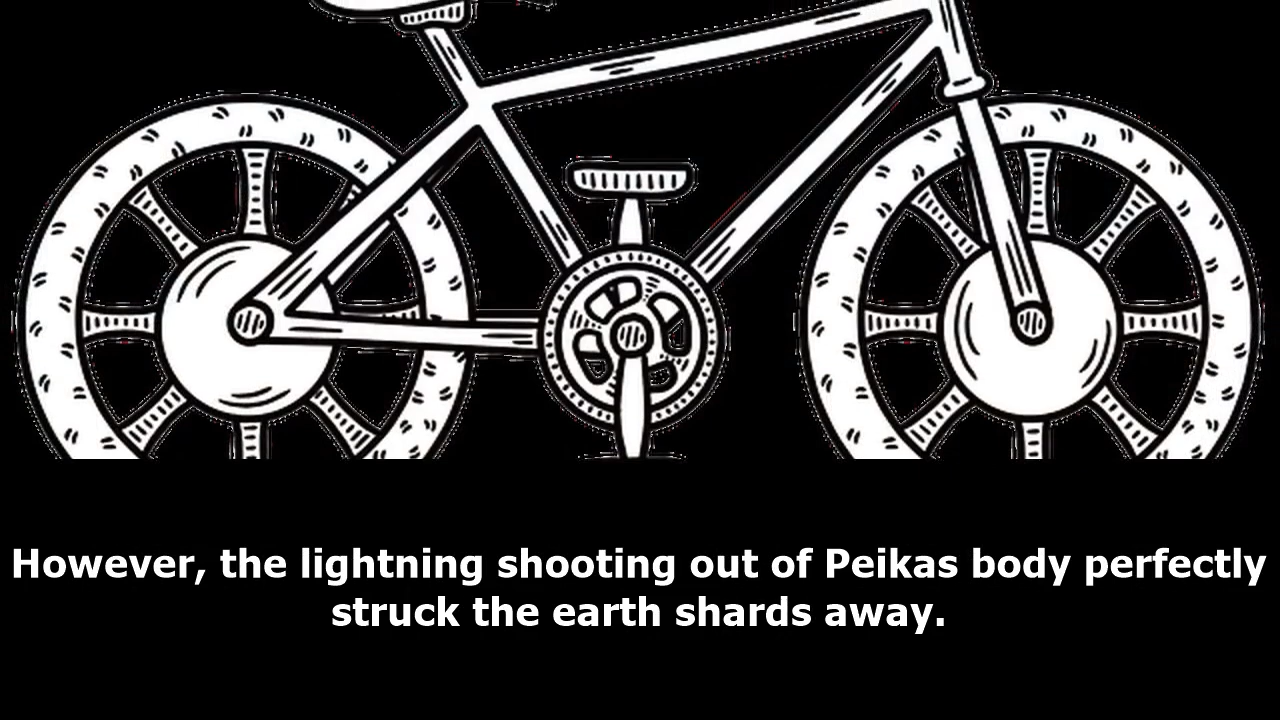 However, the lightning shooting out of Peikas body perfectly
struck the earth shards away.